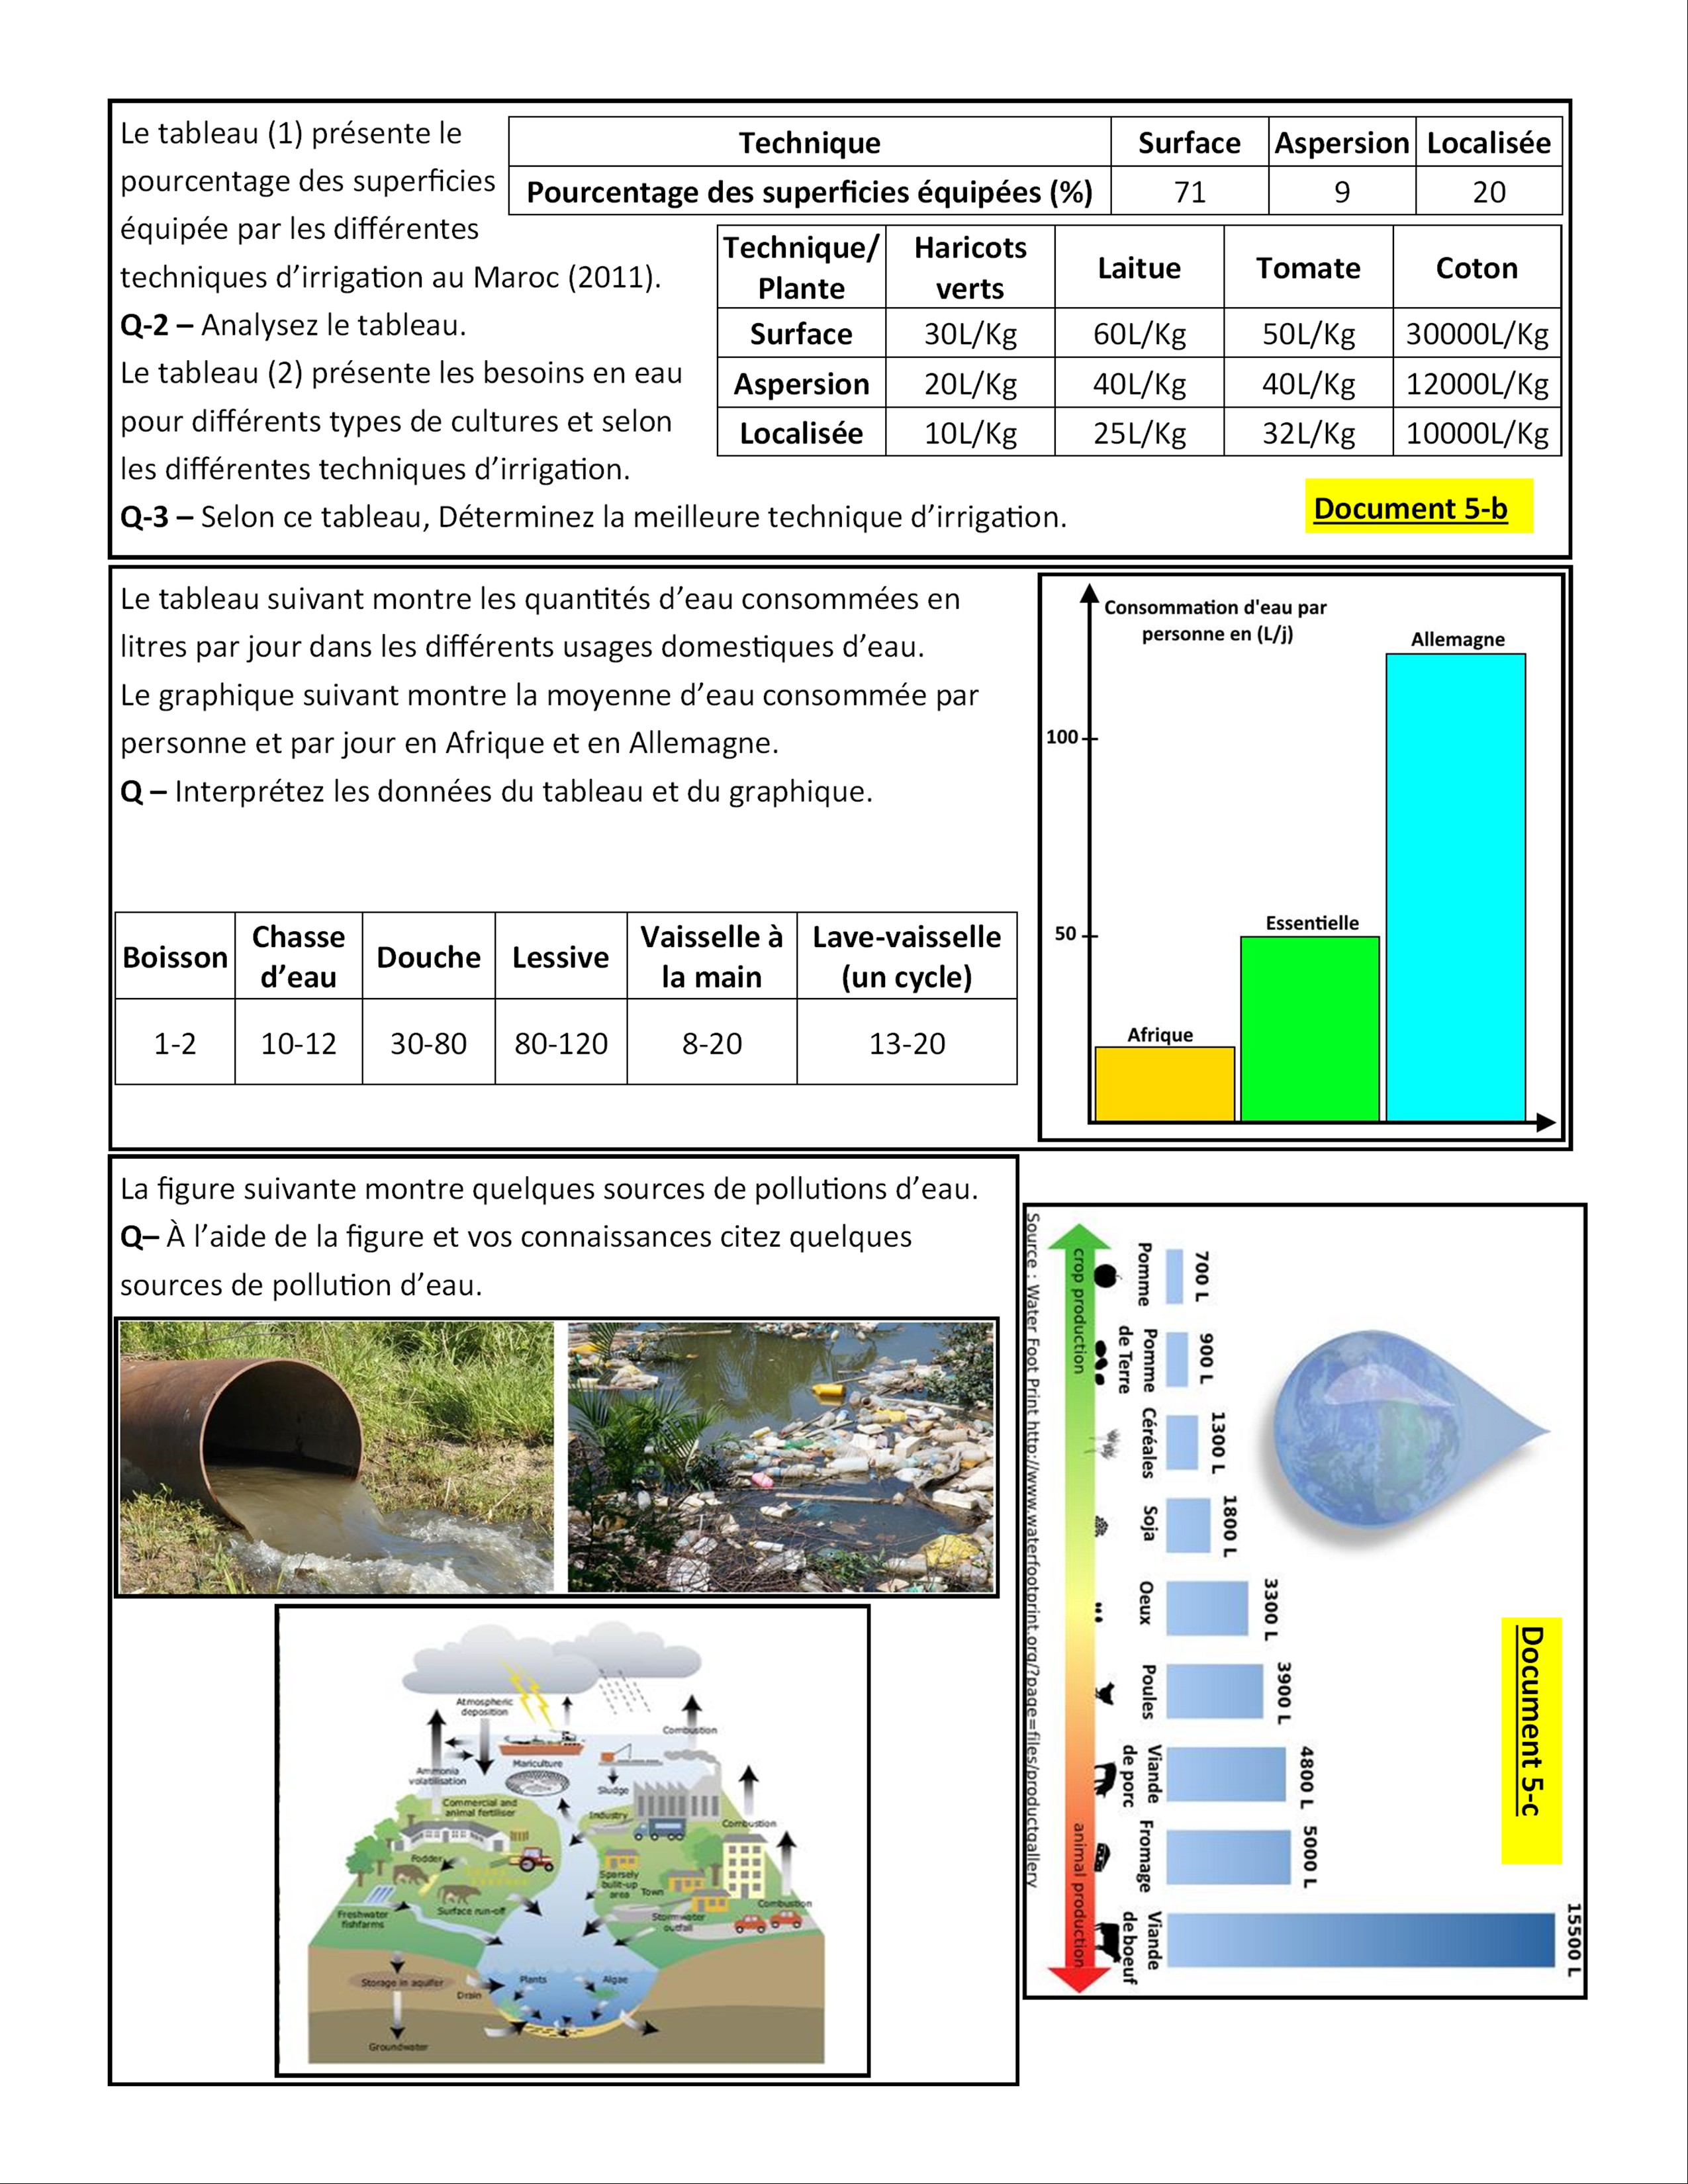 Le tableau (1) présente le
pourcentage des superficies
équipée par les différentes
techniques d’irrigation au Maroc (2011).
Q-2 – Analysez le tableau.
Le tableau (2) présente les besoins en eau
pour différents types de cultures et selon
les différentes techniques d’irrigation.
Q-3 – Selon ce tableau, Déterminez la meilleure technique d’irrigation.
Technique Surface Aspersion Localisée
Pourcentage des superficies équipées (%) 71 9 20
Technique/ Plante Haricots verts Laitue Tomate Coton
Surface 30L/Kg 60L/Kg 50L/Kg 30000L/Kg
Aspersion 20L/Kg 40L/Kg 40L/Kg 12000L/Kg
Localisée 10L/Kg 25L/Kg 32L/Kg 10000L/Kg
Document 5-b
Le tableau suivant montre les quantités d’eau consommées en
litres par jour dans les différents usages domestiques d’eau.
Le graphique suivant montre la moyenne d’eau consommée par
personne et par jour en Afrique et en Allemagne.
Q – Interprétez les données du tableau et du graphique.
Boisson Chasse d’eau Douche Lessive Vaisselle à la main Lave-vaisselle (un cycle)
1-2 10-12 30-80 80-120 8-20 13-20
Consommation d'eau par
personne en (L/j)
Allemagne
100
Essentielle
50
Afrique
La figure suivante montre quelques sources de pollutions d’eau.
Q– À l’aide de la figure et vos connaissances citez quelques
sources de pollution d’eau.
Atmospheric
deposition
Combustion
Mariculture
Ammonia
volatilisation
Sludge
Commercial and
animal fertiliser
Industry
Combustion
Fodder
Sparsely
built-up
area
Town
Combustion
Freshwater
fishfarms
Surface run-off
Stormwater
outfall
Storage in aquifer
Plants
Algae
Drain
Groundwater
Document 5-c
700 L
900 L
1300 L
1800 L
3300 L
3900 L
4800 L
5000 L
15500 L
Pomme
Pomme
de Terre
Céréales
Soja
Oeux
Poules
Viande
de porc
Fromage
Viande
de boeuf
crop production
animal production
Source : Water Foot Print http://www.waterfootprint.org/?page=files/productgallery